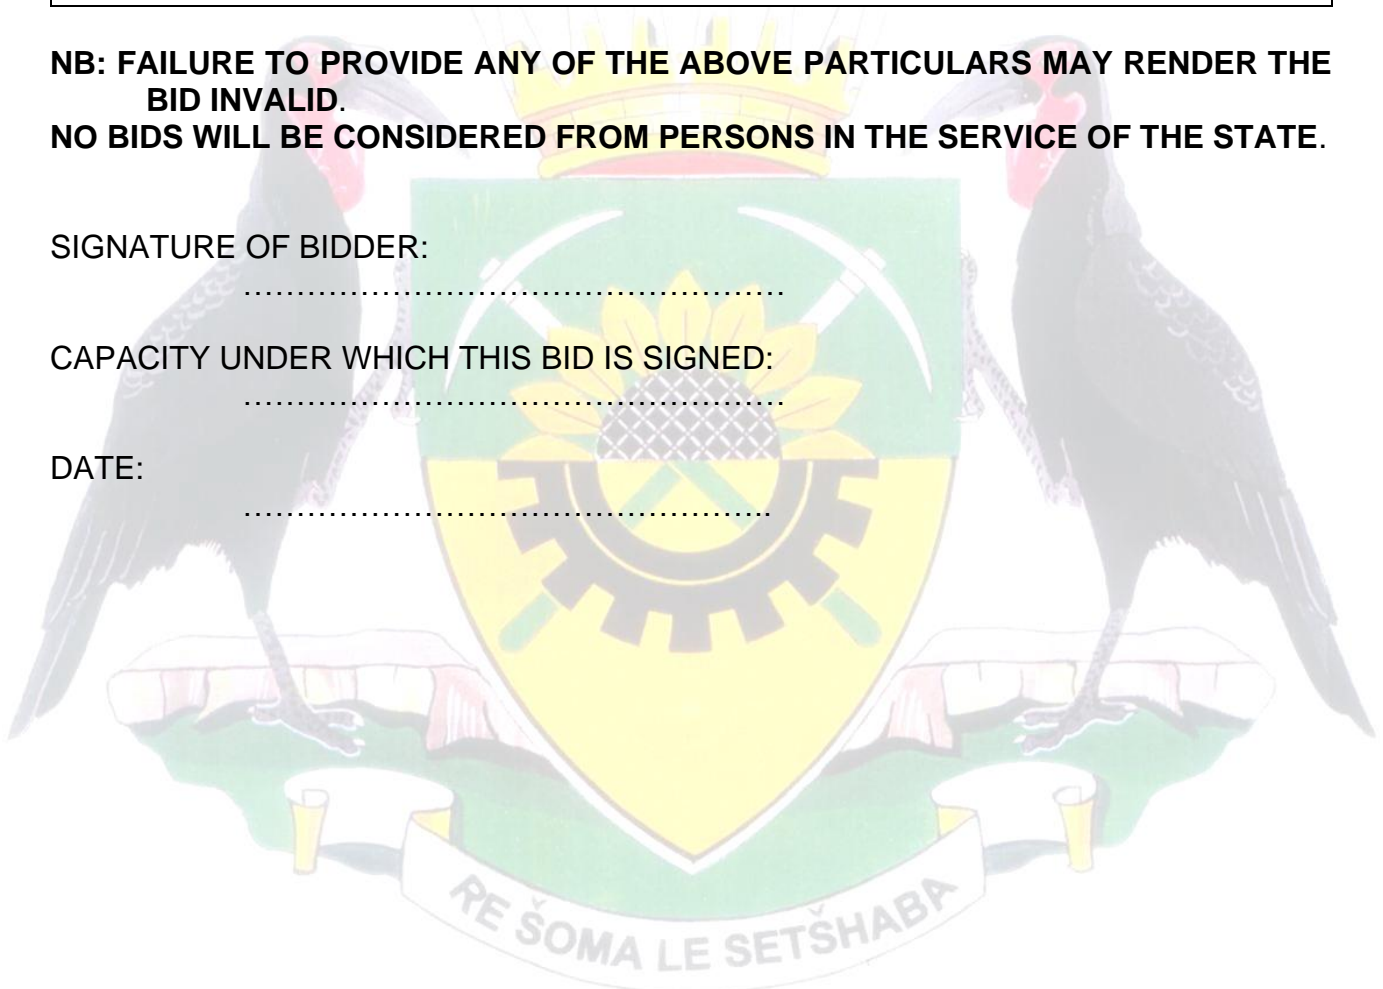 NB: FAILURE TO PROVIDE ANY OF THE ABOVE PARTICULARS MAY RENDER THE
BID INVALID.
NO BIDS WILL BE CONSIDERED FROM PERSONS IN THE SERVICE OF THE STATE.
SIGNATURE OF BIDDER:
…………………………………………….
CAPACITY UNDER WHICH THIS BID IS SIGNED:
…………………………………………….
DATE:
…………………………………………..
RE ŠOMA LE SETŠHABA